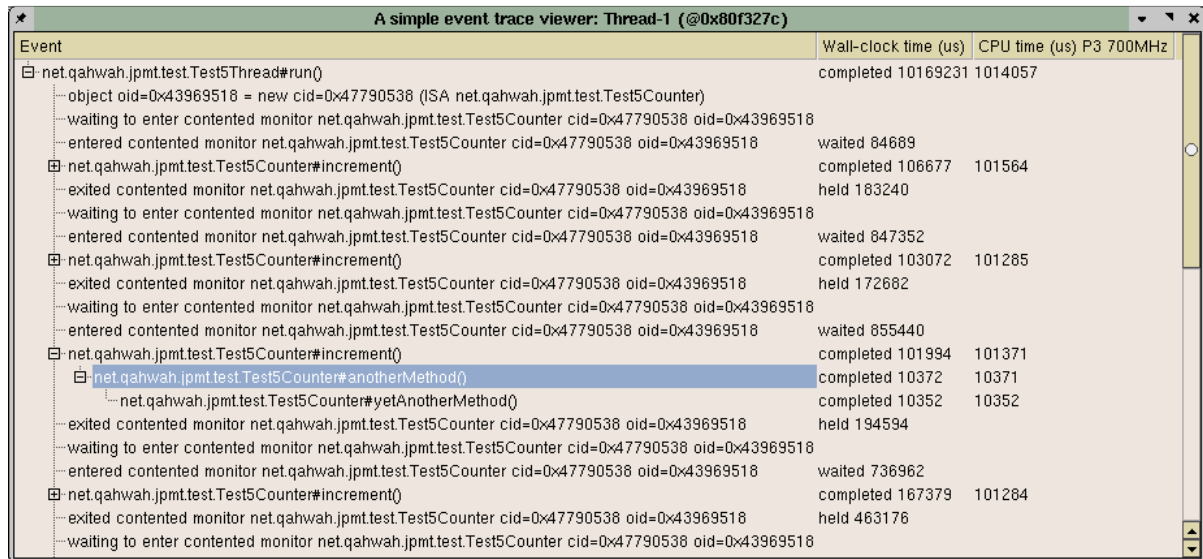 A simple event trace viewer: Thread-1 (@0x80f327c)
Event Wall-clock time (us) CPU time (us) P3 700MHz
net.qahwah.jpmt.test.Test5Thread#run() completed 10169231 1014057
object oid=0x43969518 = new cid=0x47790538 (ISA net.qahwah.jpmt.test.Test5Counter)
waiting to enter contented monitor net.qahwah.jpmt.test.Test5Counter cid=0x47790538 oid=0x43969518
entered contented monitor net.qahwah.jpmt.test.Test5Counter cid=0x47790538 oid=0x43969518 waited 84689
net.qahwah.jpmt.test.Test5Counter#increment() completed 106677 101564
exited contented monitor net.qahwah.jpmt.test.Test5Counter cid=0x47790538 oid=0x43969518 held 183240
waiting to enter contented monitor net.qahwah.jpmt.test.Test5Counter cid=0x47790538 oid=0x43969518
entered contented monitor net.qahwah.jpmt.test.Test5Counter cid=0x47790538 oid=0x43969518 waited 847352
net.qahwah.jpmt.test.Test5Counter#increment() completed 103072 101285
exited contented monitor net.qahwah.jpmt.test.Test5Counter cid=0x47790538 oid=0x43969518 held 172682
waiting to enter contented monitor net.qahwah.jpmt.test.Test5Counter cid=0x47790538 oid=0x43969518
entered contented monitor net.qahwah.jpmt.test.Test5Counter cid=0x47790538 oid=0x43969518 waited 855440
net.qahwah.jpmt.test.Test5Counter#increment() completed 101994 101371
net.qahwah.jpmt.test.Test5Counter#anotherMethod() completed 10372 10371
net.qahwah.jpmt.test.Test5Counter#yetAnotherMethod() completed 10352 10352
exited contented monitor net.qahwah.jpmt.test.Test5Counter cid=0x47790538 oid=0x43969518 held 194594
waiting to enter contented monitor net.qahwah.jpmt.test.Test5Counter cid=0x47790538 oid=0x43969518
entered contented monitor net.qahwah.jpmt.test.Test5Counter cid=0x47790538 oid=0x43969518 waited 736962
net.qahwah.jpmt.test.Test5Counter#increment() completed 167379 101284
exited contented monitor net.qahwah.jpmt.test.Test5Counter cid=0x47790538 oid=0x43969518 held 463176
waiting to enter contented monitor net.qahwah.jpmt.test.Test5Counter cid=0x47790538 oid=0x43969518